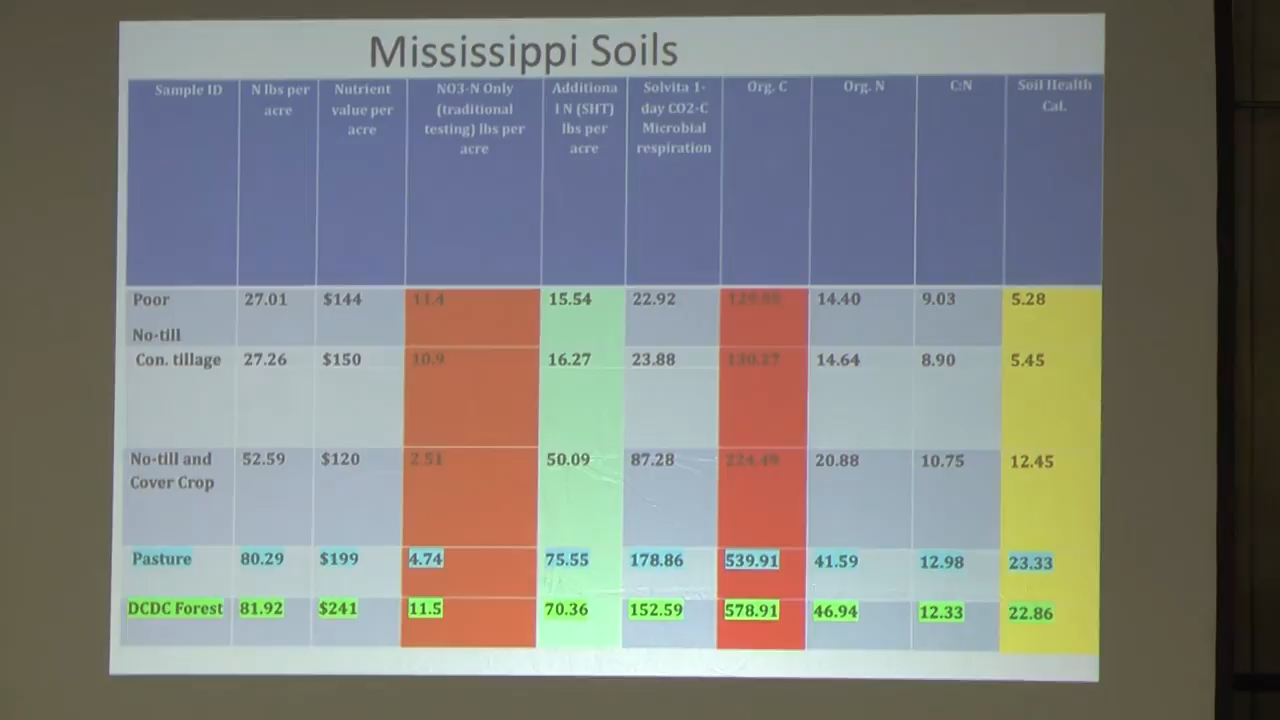 Mississippi Soils
Sample ID N lbs per acre Nutrient value per acre NO3-N Only (traditional testing) lbs per acre Additiona l N (SHT) lbs per acre Solvita 1-day CO2-C Microbial respiration Org. C Org. N C:N Soil Health Cal.
Poor No-till 27.01 $144 11.4 15.54 22.92 14.40 9.03 5.28
Con. tillage 27.26 $150 10.9 16.27 23.88 130.27 14.64 8.90 5.45
No-till and Cover Crop 52.59 $120 2.51 50.09 87.28 224.49 20.88 10.75 12.45
Pasture 80.29 $199 4.74 75.55 178.86 539.91 41.59 12.98 23.33
DCDC Forest 81.92 $241 11.5 70.36 152.59 578.91 46.94 12.33 22.86